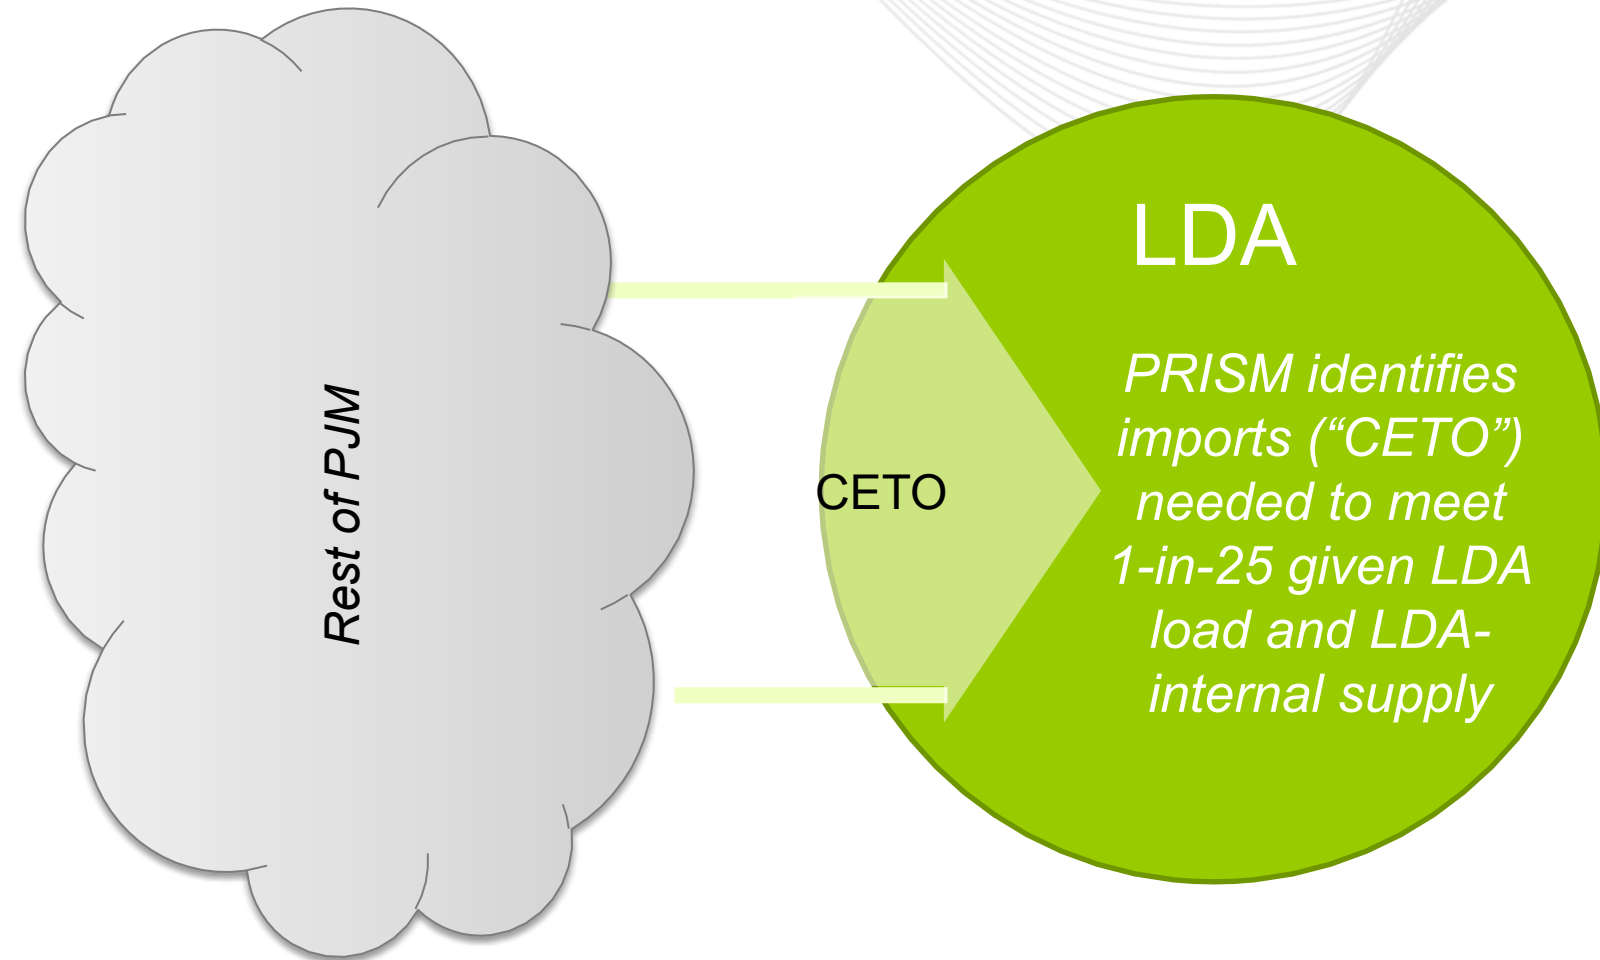 Rest of PJM
CETO
LDA
PRISM identifies
imports (“CETO”)
needed to meet
1-in-25 given LDA
load and LDA-
internal supply